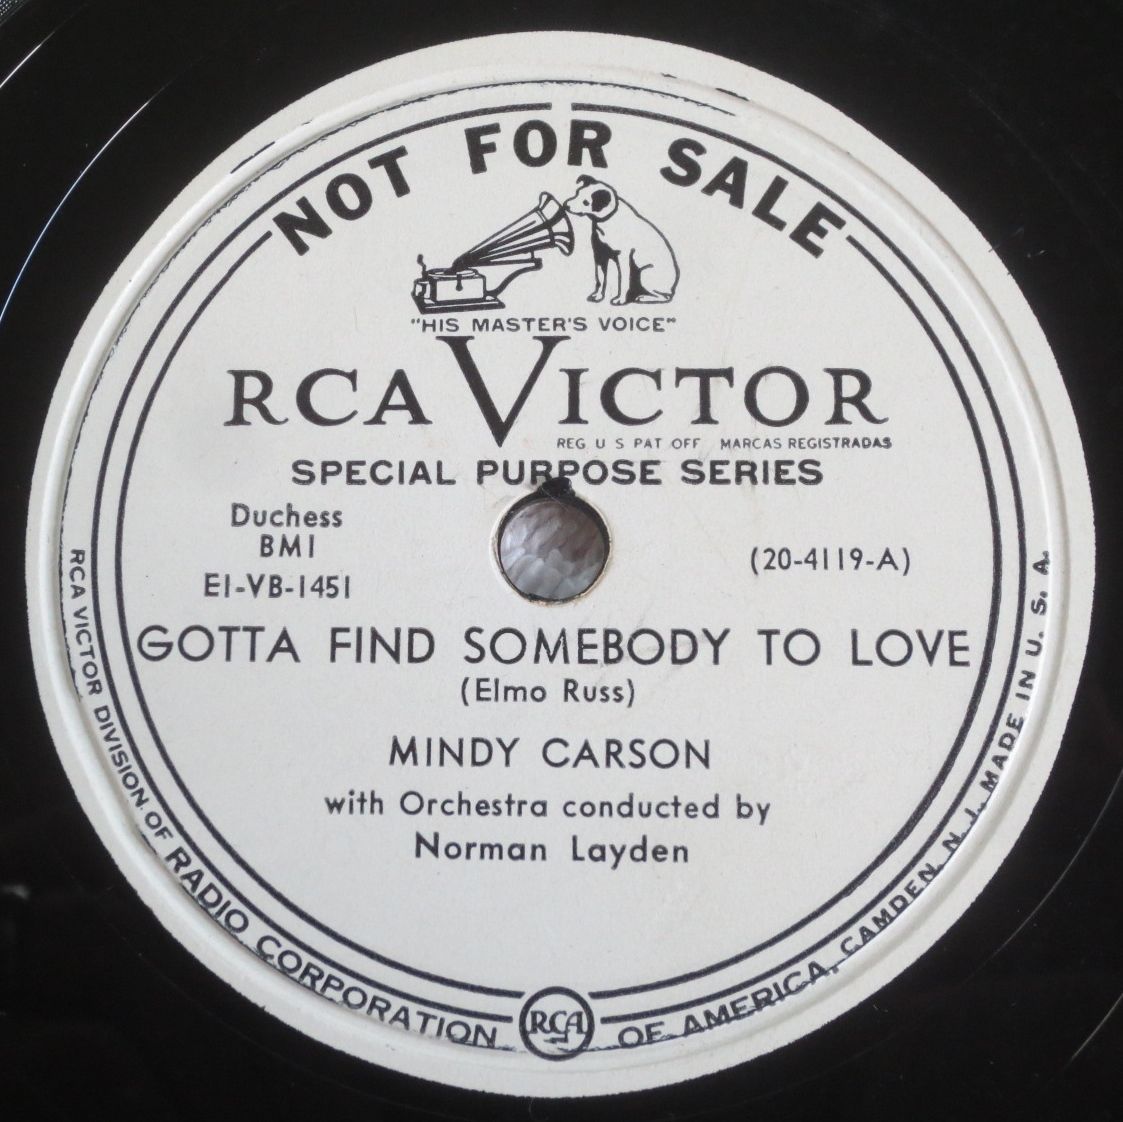 NOT FOR SALE
"HIS MASTER'S VOICE"
RCA VICTOR
REG. U S PAT OFF MARCAS REGISTRADAS
SPECIAL PURPOSE SERIES
Duchess
BMI
E1-VB-1451
(20-4119-A)
GOTTA FIND SOMEBODY TO LOVE
(Elmo Russ)
MINDY CARSON
with Orchestra conducted by
Norman Layden
RCA VICTOR DIVISION OF RADIO CORPORATION OF AMERICA, CAMDEN, N. J. MADE IN U. S. A.
RCA